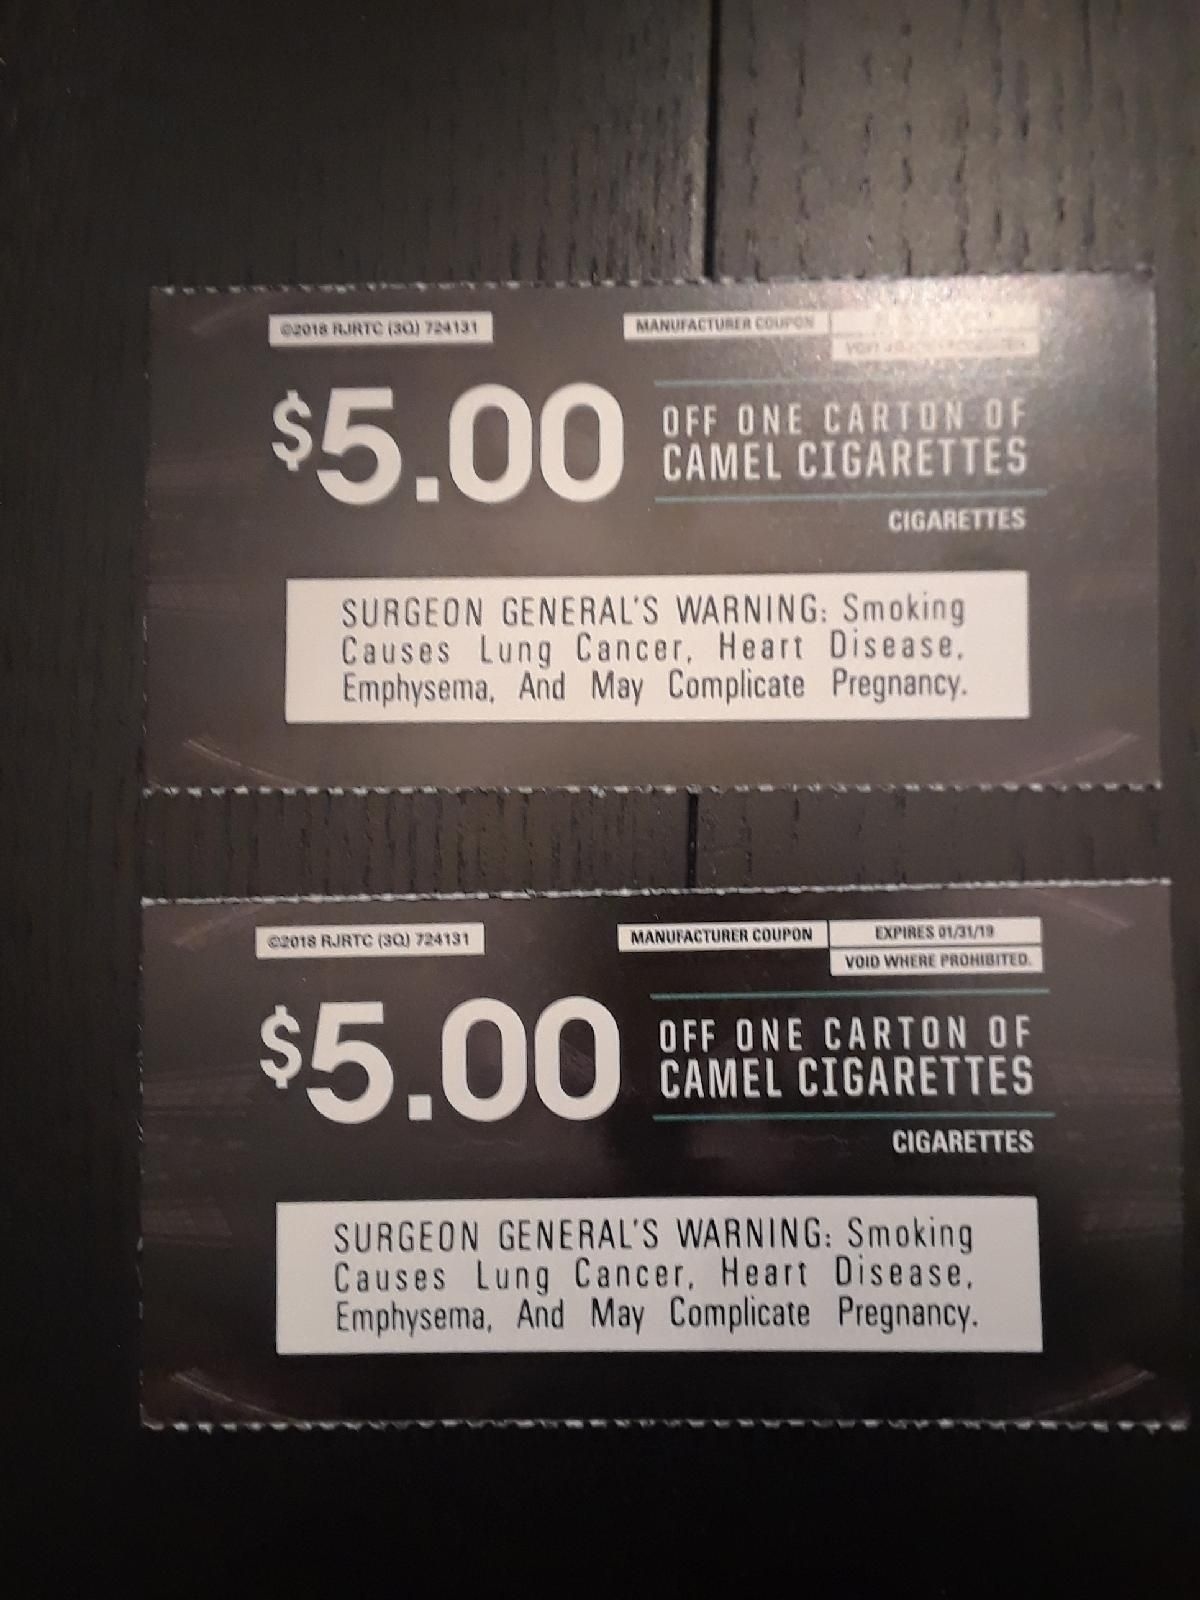 ©2018 RJRTC (3Q) 724131
MANUFACTURER COUPON
$5.00
OFF ONE CARTON OF
CAMEL CIGARETTES
CIGARETTES
SURGEON GENERAL'S WARNING: Smoking
Causes Lung Cancer, Heart Disease,
Emphysema, And May Complicate Pregnancy.
©2018 RJRTC (3Q) 724131
MANUFACTURER COUPON
EXPIRES 01/31/19
VOID WHERE PROHIBITED.
$5.00
OFF ONE CARTON OF
CAMEL CIGARETTES
CIGARETTES
SURGEON GENERAL'S WARNING: Smoking
Causes Lung Cancer, Heart Disease,
Emphysema, And May Complicate Pregnancy.